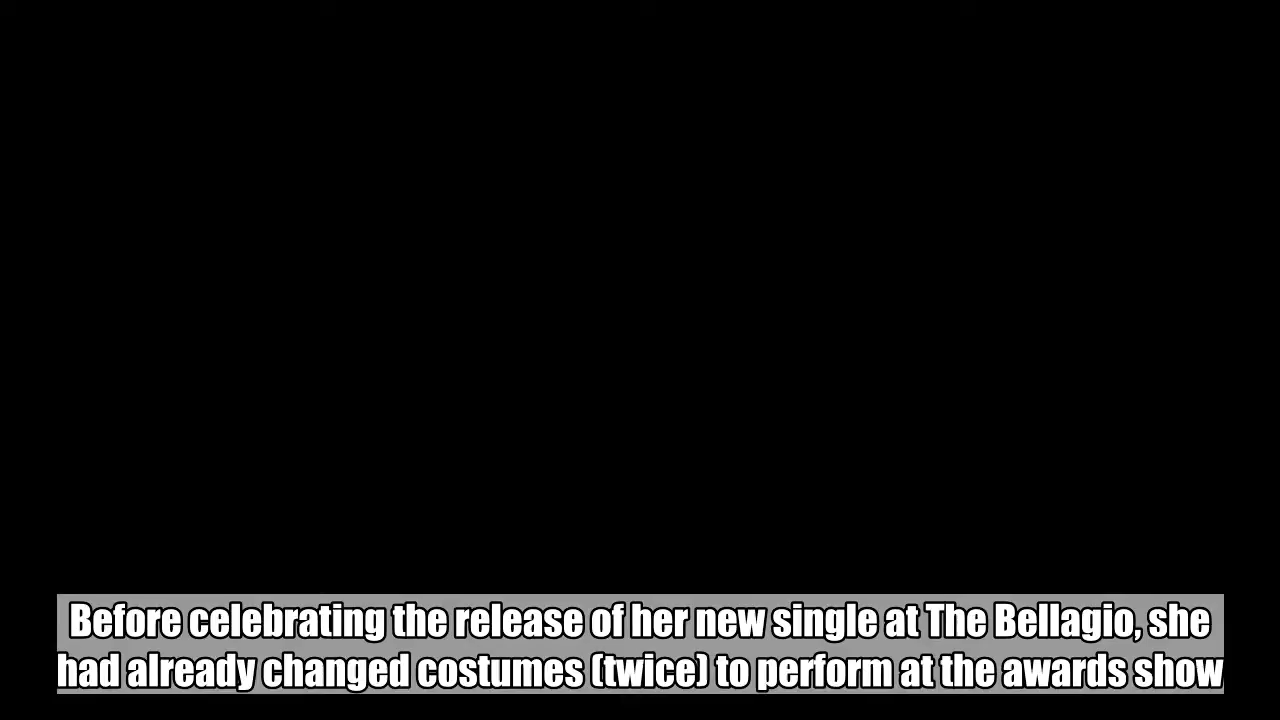 Before celebrating the release of her new single at The Bellagio, she
had already changed costumes (twice) to perform at the awards show